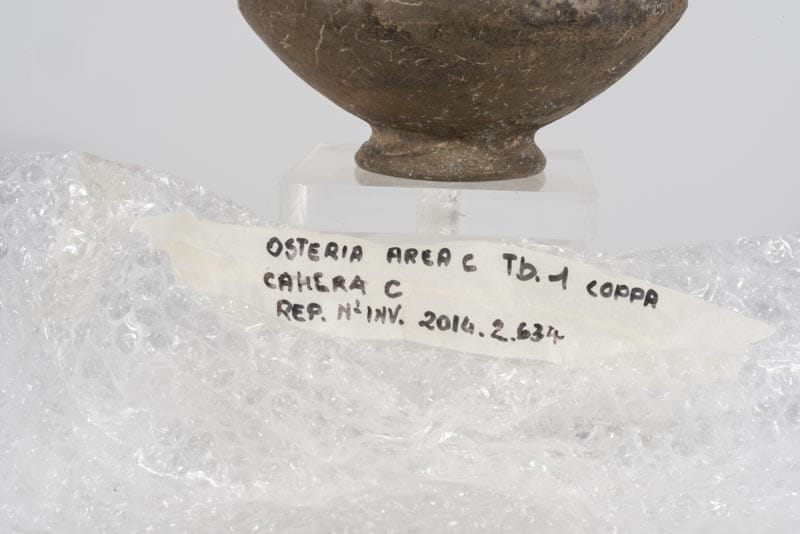 OSTERIA AREA C Tb.1 COPPA
CAMERA C
REP. N° INV. 2014.2.634